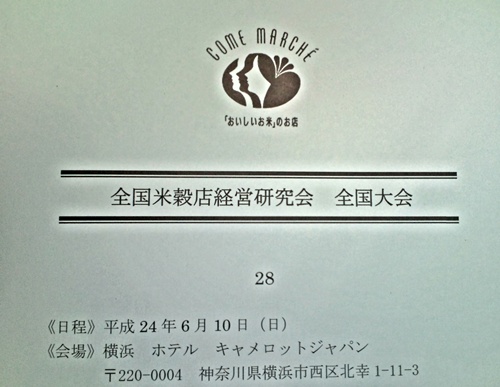 COME MARCHÉ
「おいしいお米」のお店
全国米穀店経営研究会　全国大会
28
《日程》平成 24 年 6 月 10 日（日）
《会場》横浜　ホテル　キャメロットジャパン
〒220-0004　神奈川県横浜市西区北幸 1-11-3